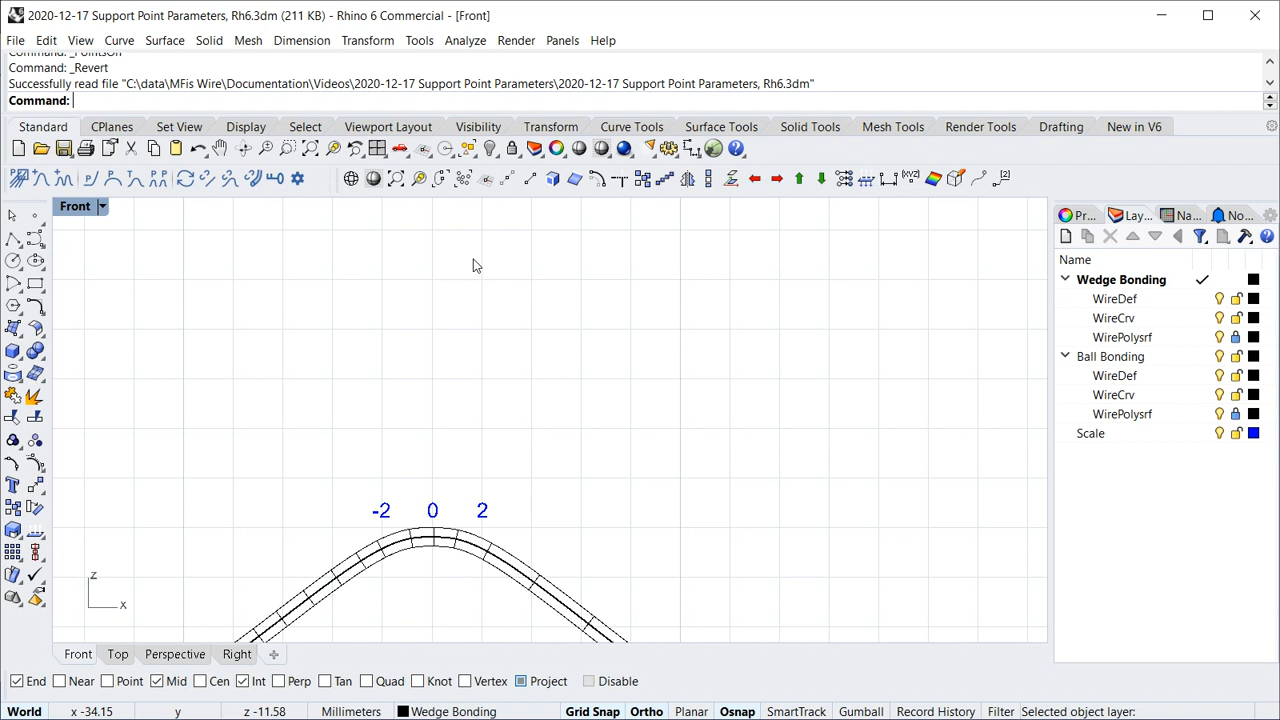 2020-12-17 Support Point Parameters, Rh6.3dm (211 KB) - Rhino 6 Commercial - [Front]
File Edit View Curve Surface Solid Mesh Dimension Transform Tools Analyze Render Panels Help
Command: _PointsOn
Command: _Revert
Successfully read file "C:\data\MFis Wire\Documentation\Videos\2020-12-17 Support Point Parameters\2020-12-17 Support Point Parameters, Rh6.3dm"
Command:
Standard CPlanes Set View Display Select Viewport Layout Visibility Transform Curve Tools Surface Tools Solid Tools Mesh Tools Render Tools Drafting New in V6
Front
Pr... Lay... Na... No...
Name
Wedge Bonding
WireDef
WireCrv
WirePolysrf
Ball Bonding
WireDef
WireCrv
WirePolysrf
Scale
-2 0 2
z
x
Front Top Perspective Right
End Near Point Mid Cen Int Perp Tan Quad Knot Vertex Project Disable
World x -34.15 y z -11.58 Millimeters Wedge Bonding Grid Snap Ortho Planar Osnap SmartTrack Gumball Record History Filter Selected object layer: